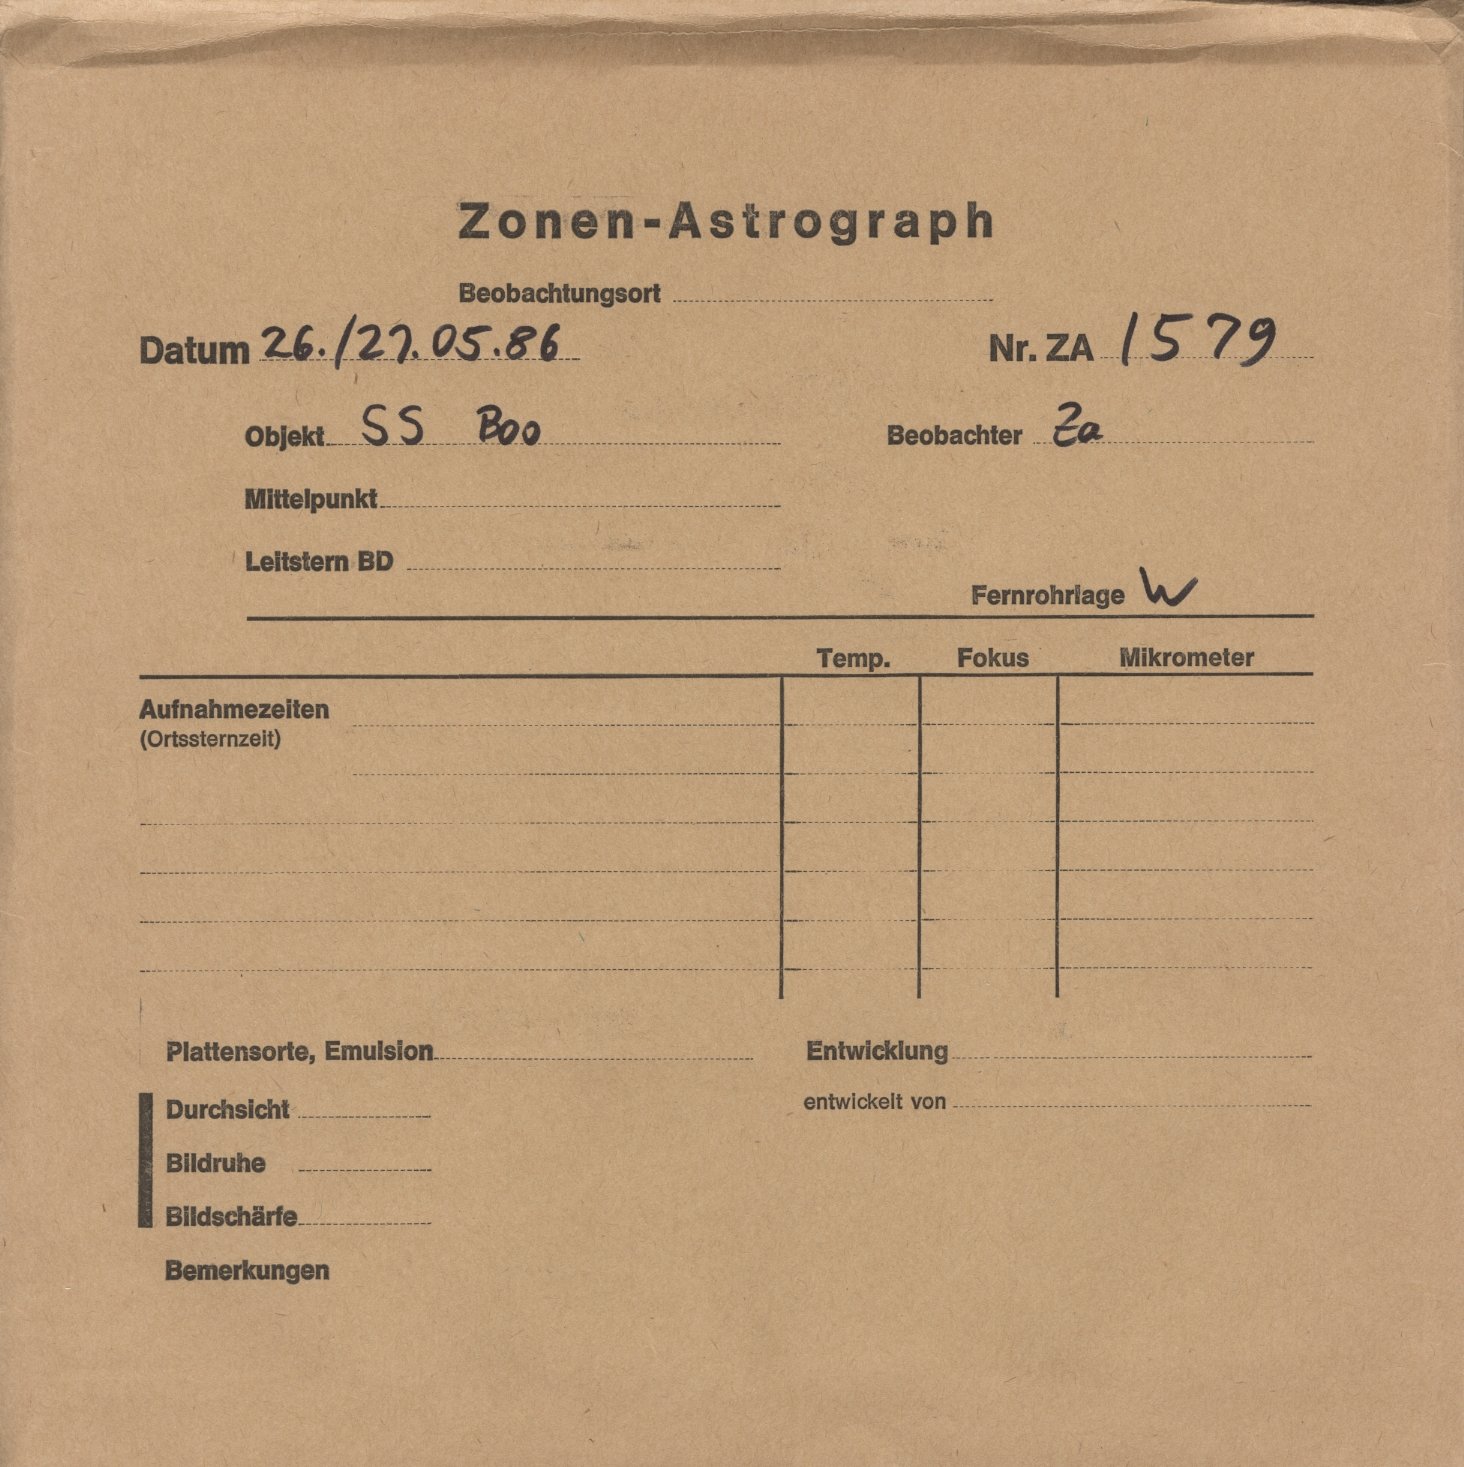 Zonen-Astrograph
Beobachtungsort
Datum 26./27.05.86 Nr. ZA 1579
Objekt SS Boo Beobachter Za
Mittelpunkt
Leitstern BD
Fernrohrlage W
Temp. Fokus Mikrometer
Aufnahmezeiten
(Ortssternzeit)
Plattensorte, Emulsion Entwicklung
Durchsicht entwickelt von
Bildruhe
Bildschärfe
Bemerkungen